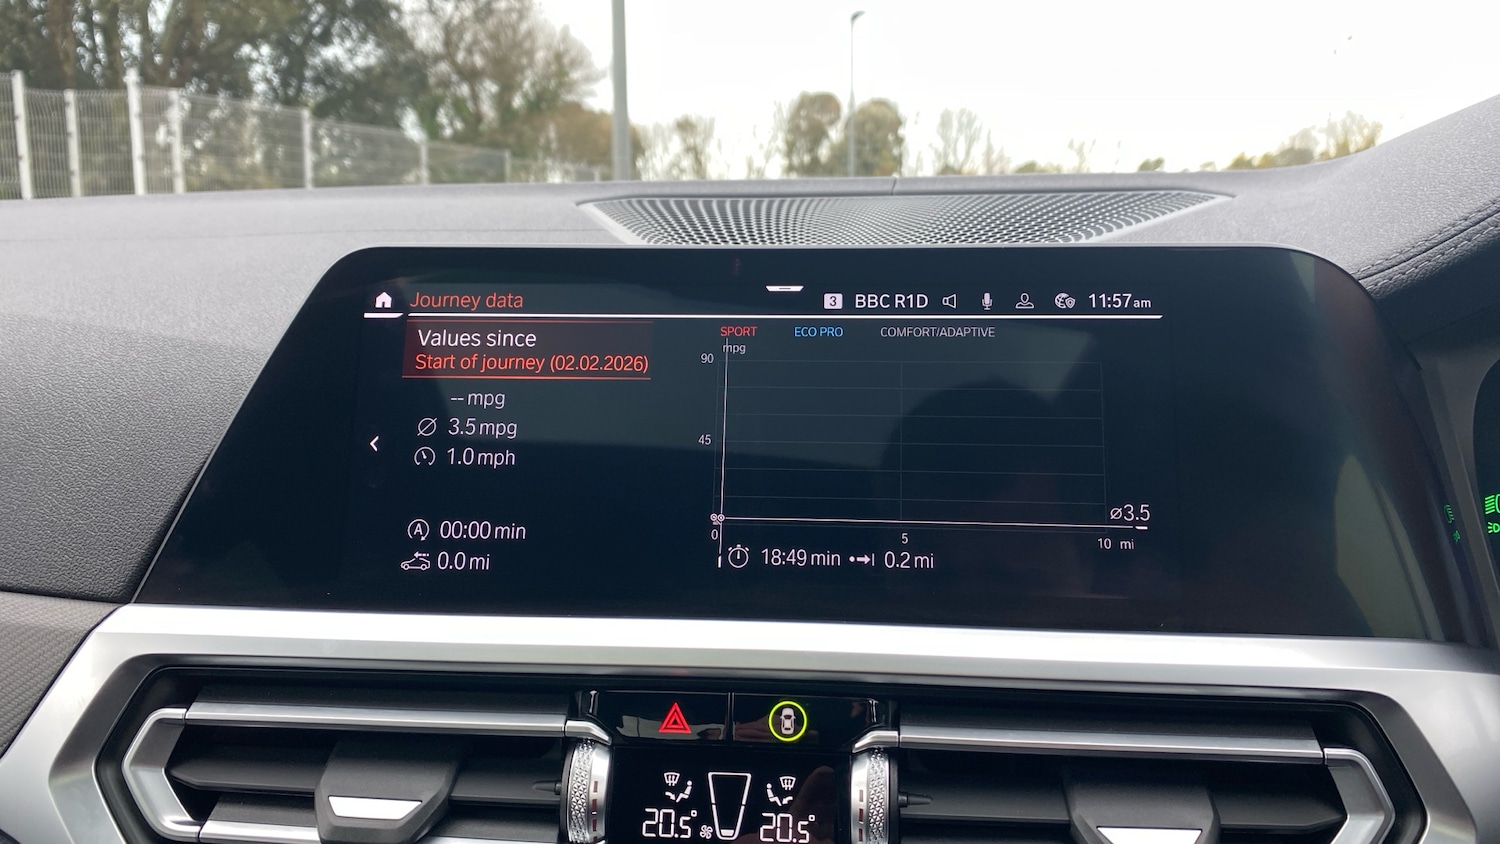 Journey data
3 BBC R1D 11:57 am
Values since
Start of journey (02.02.2026)
-- mpg
Ø 3.5 mpg
1.0 mph
A 00:00 min
0.0 mi
SPORT ECO PRO COMFORT/ADAPTIVE
mpg
90
45
Ø3.5
0 5 10 mi
18:49 min 0.2 mi
20.5° 20.5°